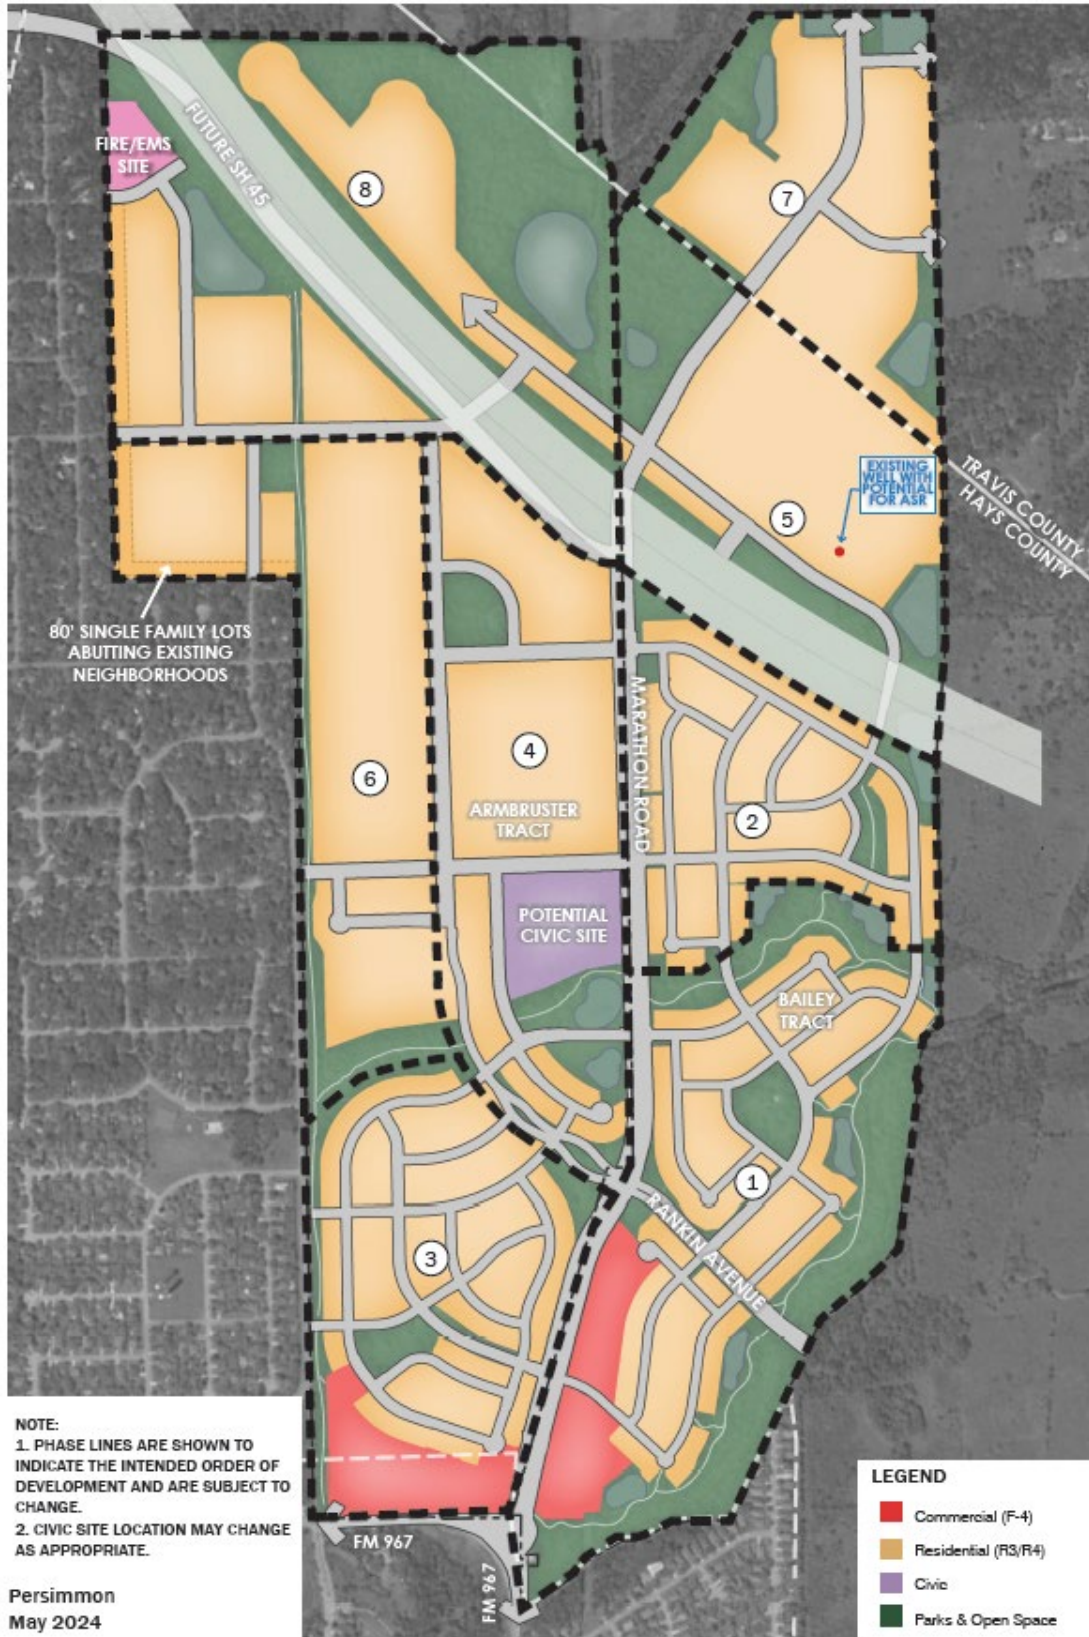 FIRE/EMS
SITE
FUTURE SH 45
8
7
EXISTING
WELL WITH
POTENTIAL
FOR ASR
TRAVIS COUNTY
HAYS COUNTY
5
80' SINGLE FAMILY LOTS
ABUTTING EXISTING
NEIGHBORHOODS
MARATHON ROAD
4
6
ARMBRUSTER
TRACT
2
POTENTIAL
CIVIC SITE
BAILEY
TRACT
1
RANKIN AVENUE
3
NOTE:
1. PHASE LINES ARE SHOWN TO
INDICATE THE INTENDED ORDER OF
DEVELOPMENT AND ARE SUBJECT TO
CHANGE.
2. CIVIC SITE LOCATION MAY CHANGE
AS APPROPRIATE.
Persimmon
May 2024
FM 967
FM 967
LEGEND
Commercial (F-4)
Residential (R3/R4)
Civic
Parks & Open Space